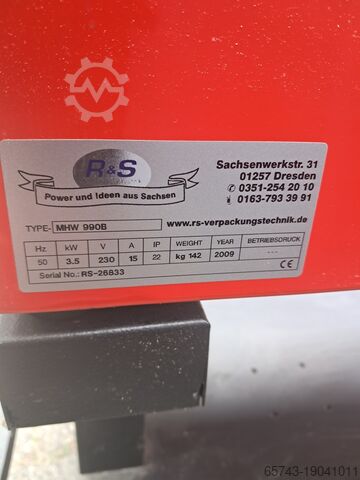 R&S
Power und Ideen aus Sachsen
Sachsenwerkstr. 31
01257 Dresden
✆ 0351-254 20 10
0163-793 39 91
TYPE- MHW 990B
www.rs-verpackungstechnik.de
Hz kW V A IP WEIGHT YEAR BETRIEBSDRUCK
50 3.5 230 15 22 kg 142 2009 ---
Serial No.: RS-26833 CE
65743-19041011